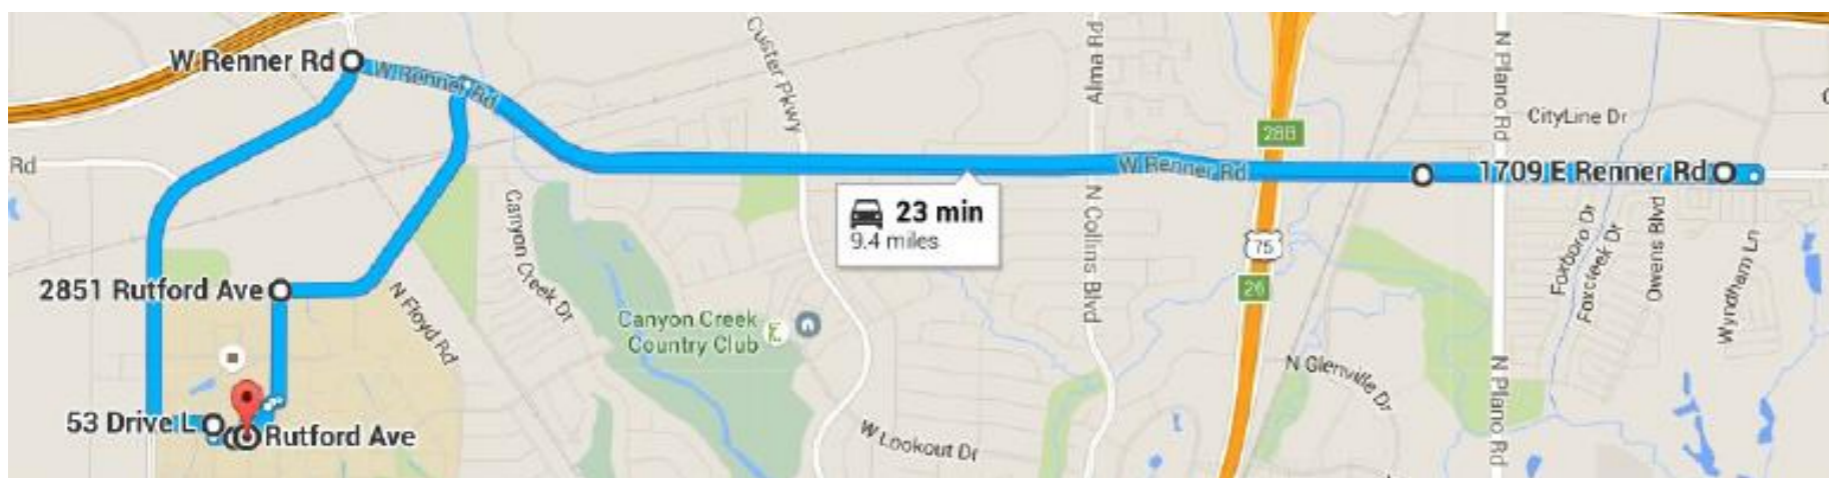 W Renner Rd
W Renner Rd
Custer Pkwy
Alma Rd
N Plano Rd
CityLine Dr
28B
Rd
W Renner Rd
1709 E Renner Rd
23 min
9.4 miles
Canyon Creek Dr
N Collins Blvd
75
26
Foxboro Dr
Foxcreek Dr
Owens Blvd
Wyndham Ln
2851 Rutford Ave
N Floyd Rd
Canyon Creek
Country Club
N Glenville Dr
N Plano Rd
53 Drive L
Rutford Ave
W Lookout Dr